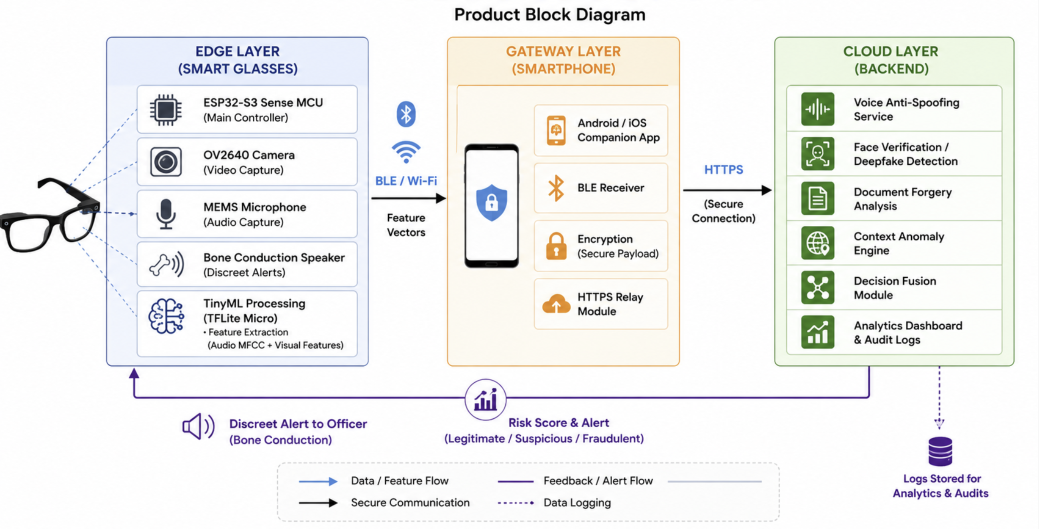 Product Block Diagram
EDGE LAYER
(SMART GLASSES)
ESP32-S3 Sense MCU
(Main Controller)
OV2640 Camera
(Video Capture)
MEMS Microphone
(Audio Capture)
Bone Conduction Speaker
(Discreet Alerts)
TinyML Processing
(TFLite Micro)
• Feature Extraction
(Audio MFCC + Visual Features)
BLE / Wi-Fi
Feature
Vectors
GATEWAY LAYER
(SMARTPHONE)
Android / iOS
Companion App
BLE Receiver
Encryption
(Secure Payload)
HTTPS Relay
Module
HTTPS
(Secure
Connection)
CLOUD LAYER
(BACKEND)
Voice Anti-Spoofing
Service
Face Verification /
Deepfake Detection
Document Forgery
Analysis
Context Anomaly
Engine
Decision Fusion
Module
Analytics Dashboard
& Audit Logs
Discreet Alert to Officer
(Bone Conduction)
Risk Score & Alert
(Legitimate / Suspicious / Fraudulent)
Logs Stored for
Analytics & Audits
Data / Feature Flow
Feedback / Alert Flow
Secure Communication
Data Logging